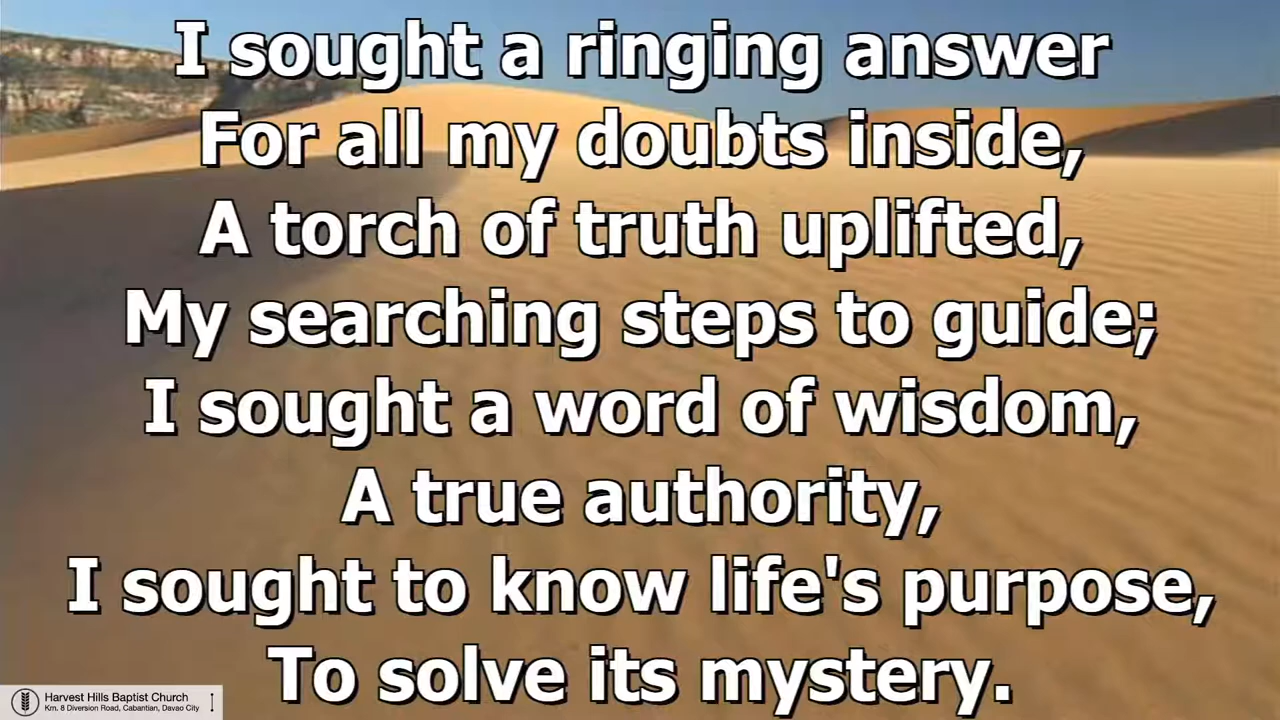 I sought a ringing answer
For all my doubts inside,
A torch of truth uplifted,
My searching steps to guide;
I sought a word of wisdom,
A true authority,
I sought to know life's purpose,
To solve its mystery.
Harvest Hills Baptist Church
Km. 8 Diversion Road, Cabantian, Davao City